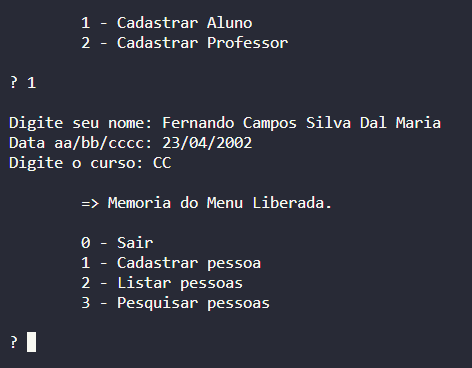 1 - Cadastrar Aluno
2 - Cadastrar Professor
? 1
Digite seu nome: Fernando Campos Silva Dal Maria
Data aa/bb/cccc: 23/04/2002
Digite o curso: CC
=> Memoria do Menu Liberada.
0 - Sair
1 - Cadastrar pessoa
2 - Listar pessoas
3 - Pesquisar pessoas
?